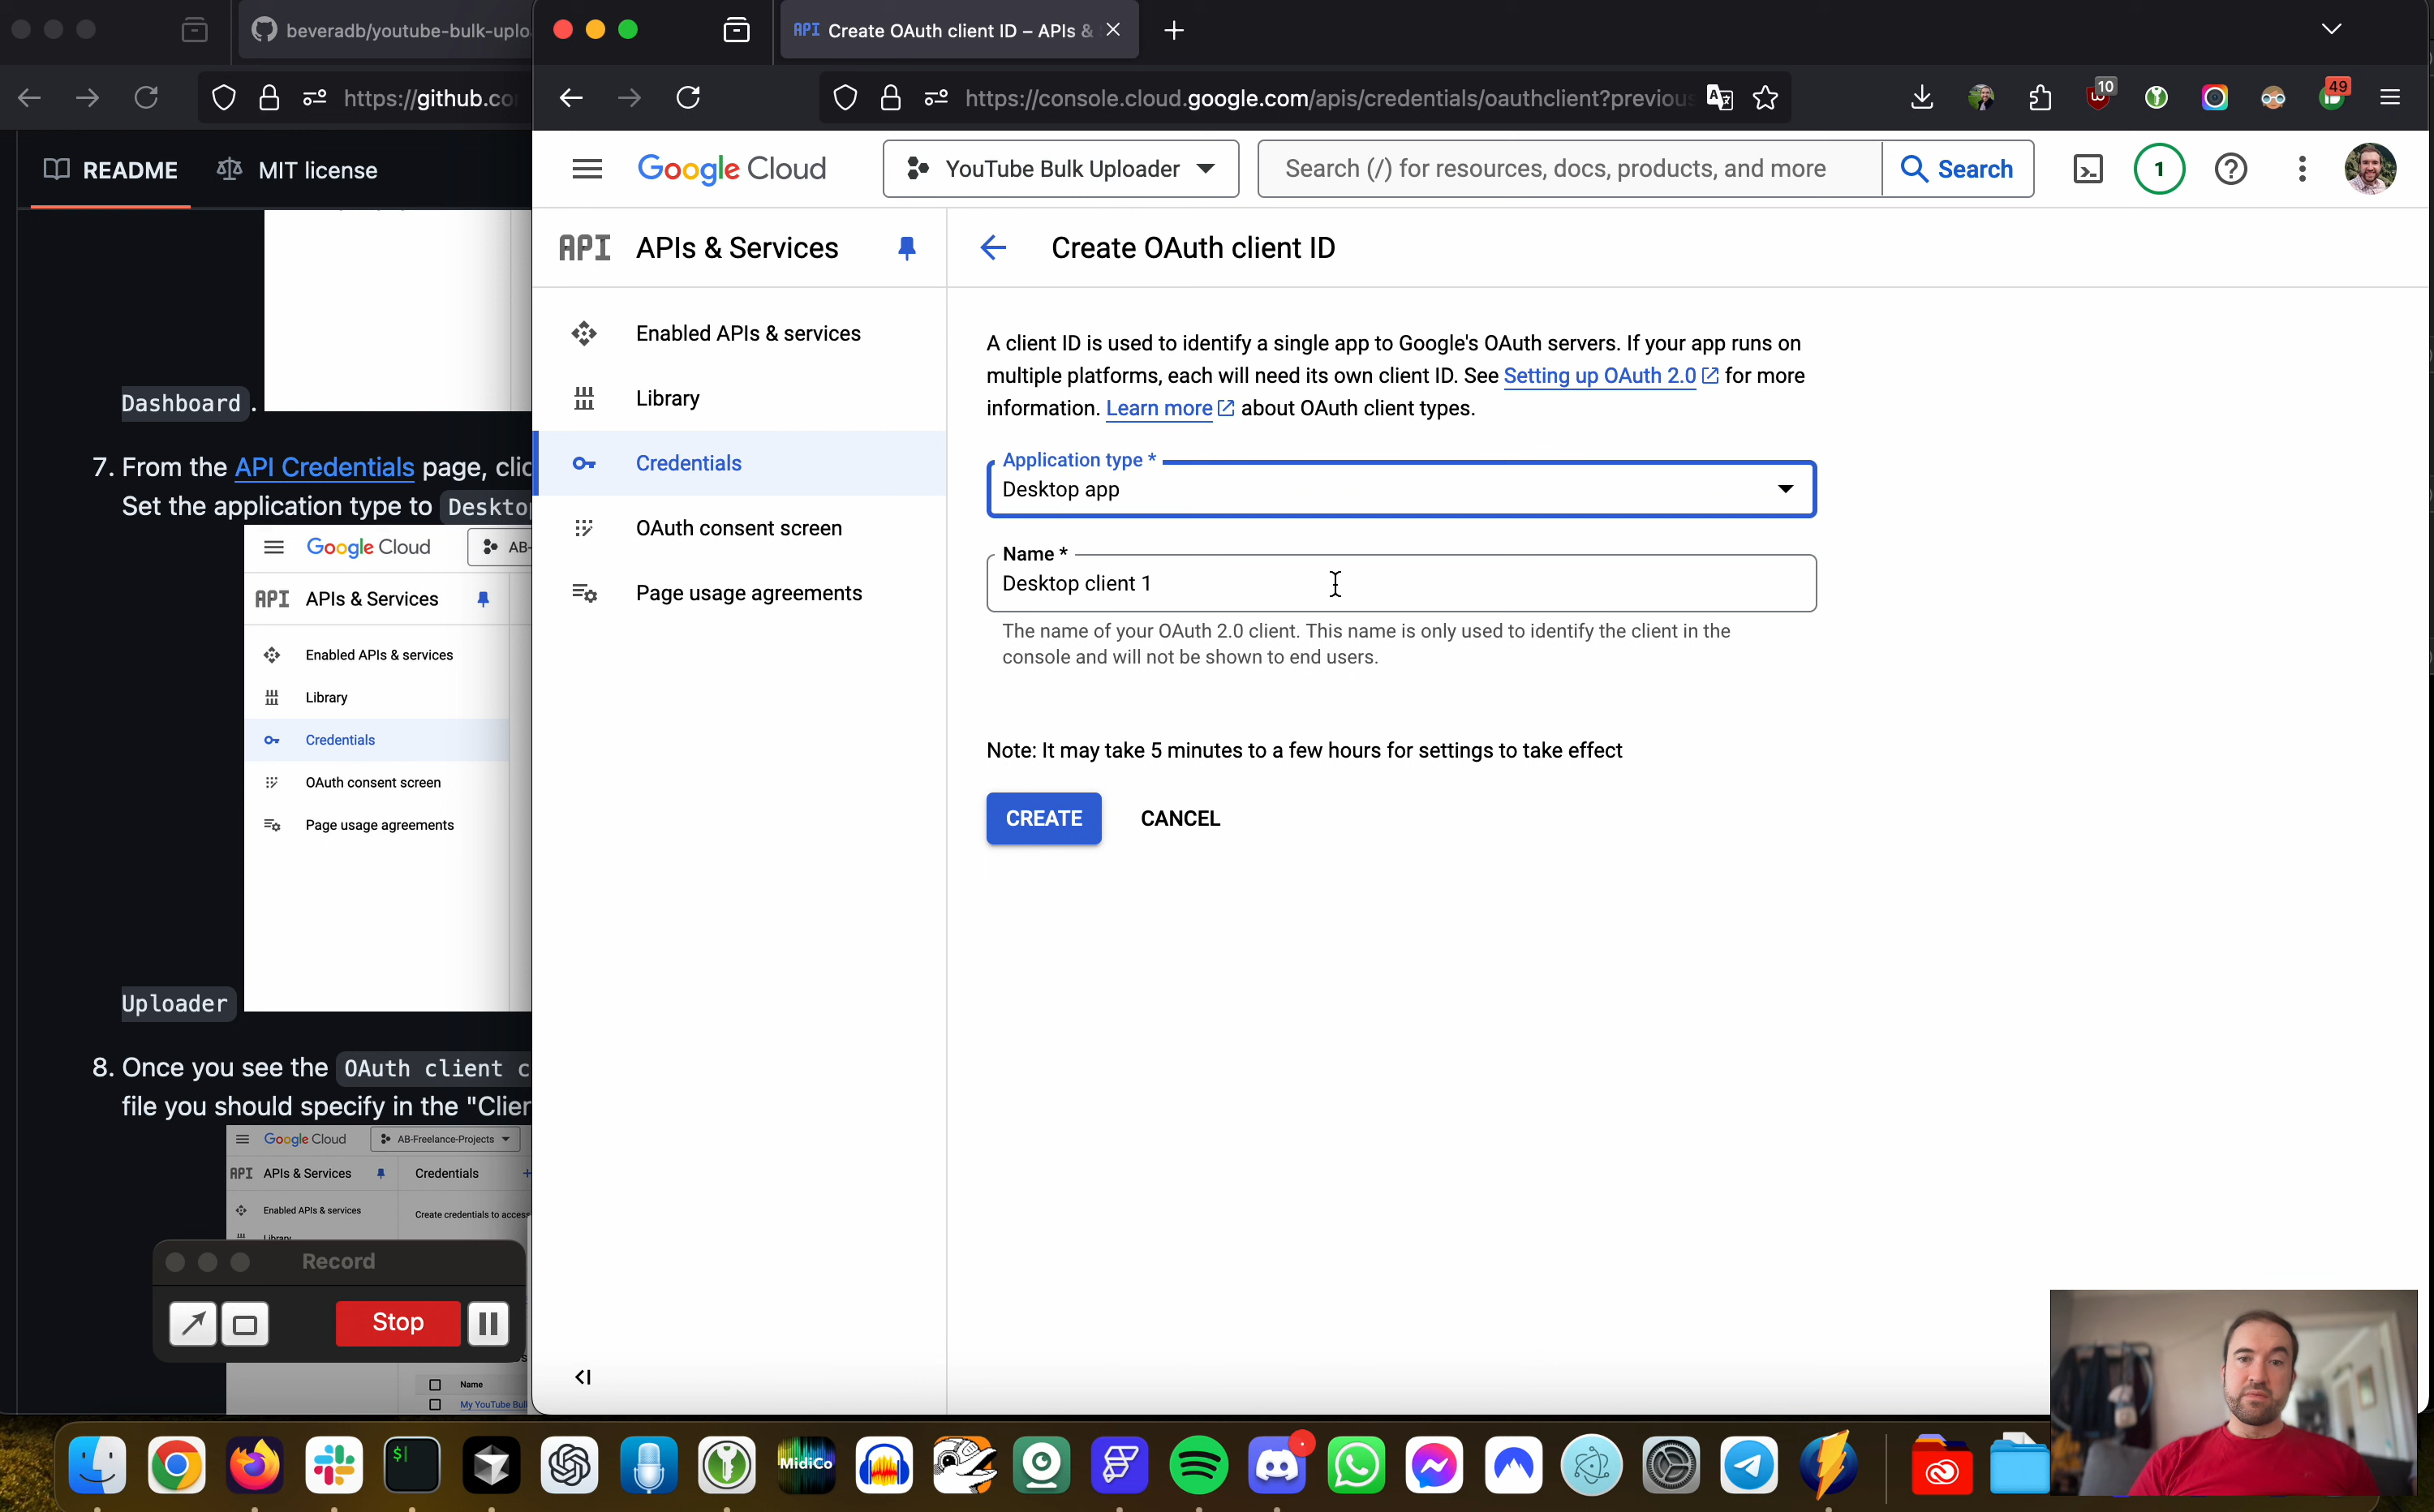 beveradb/youtube-bulk-uplo
API Create OAuth client ID – APIs &
https://github.co
https://console.cloud.google.com/apis/credentials/oauthclient?previous
10
49
README
MIT license
Google Cloud
YouTube Bulk Uploader
Search (/) for resources, docs, products, and more
Search
1
API APIs & Services
Create OAuth client ID
Enabled APIs & services
Library
Credentials
OAuth consent screen
Page usage agreements
A client ID is used to identify a single app to Google's OAuth servers. If your app runs on
multiple platforms, each will need its own client ID. See Setting up OAuth 2.0 for more
information. Learn more about OAuth client types.
Application type *
Desktop app
Name *
Desktop client 1
The name of your OAuth 2.0 client. This name is only used to identify the client in the
console and will not be shown to end users.
Note: It may take 5 minutes to a few hours for settings to take effect
CREATE
CANCEL
Dashboard.
7. From the API Credentials page, clic
Set the application type to Desktop
Google Cloud
AB-
API APIs & Services
Enabled APIs & services
Library
Credentials
OAuth consent screen
Page usage agreements
Uploader
8. Once you see the OAuth client c
file you should specify in the "Clien
Google Cloud
AB-Freelance-Projects
API APIs & Services
Credentials
Enabled APIs & services
Create credentials to access
Library
Record
Stop
Name
My YouTube Bul
$
MidiCo